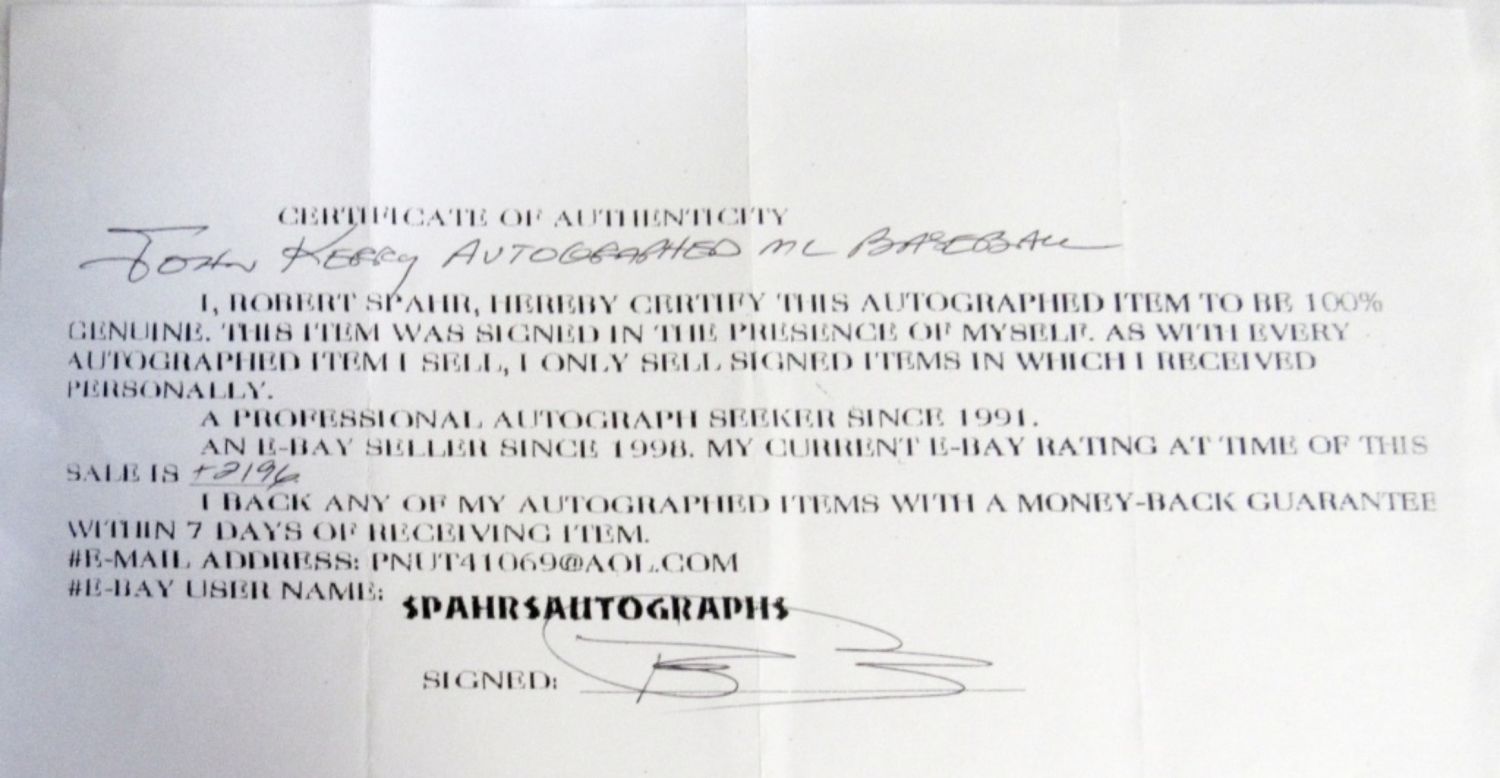 CERTIFICATE OF AUTHENTICITY
JOHN KERRY AUTOGRAPHED ML BASEBALL
I, ROBERT SPAHR, HEREBY CERTIFY THIS AUTOGRAPHED ITEM TO BE 100%
GENUINE. THIS ITEM WAS SIGNED IN THE PRESENCE OF MYSELF. AS WITH EVERY
AUTOGRAPHED ITEM I SELL, I ONLY SELL SIGNED ITEMS IN WHICH I RECEIVED
PERSONALLY.
A PROFESSIONAL AUTOGRAPH SEEKER SINCE 1991.
AN E-BAY SELLER SINCE 1998. MY CURRENT E-BAY RATING AT TIME OF THIS
SALE IS +2196
I BACK ANY OF MY AUTOGRAPHED ITEMS WITH A MONEY-BACK GUARANTEE
WITHIN 7 DAYS OF RECEIVING ITEM.
#E-MAIL ADDRESS: PNUT41069@AOL.COM
#E-BAY USER NAME: SPAHRSAUTOGRAPHS
SIGNED: